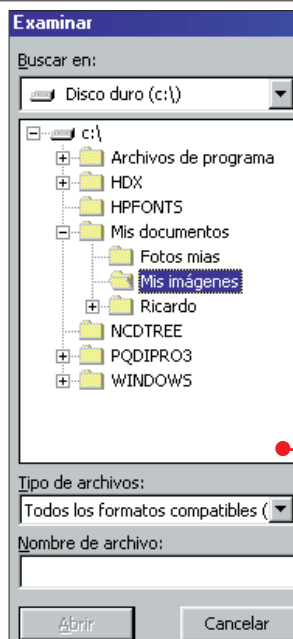 Examinar
Buscar en:
Disco duro (c:\)
c:\
Archivos de programa
HDX
HPFONTS
Mis documentos
Fotos mias
Mis imágenes
Ricardo
NCDTREE
PQDIPRO3
WINDOWS
Tipo de archivos:
Todos los formatos compatibles (
Nombre de archivo:
Abrir
Cancelar